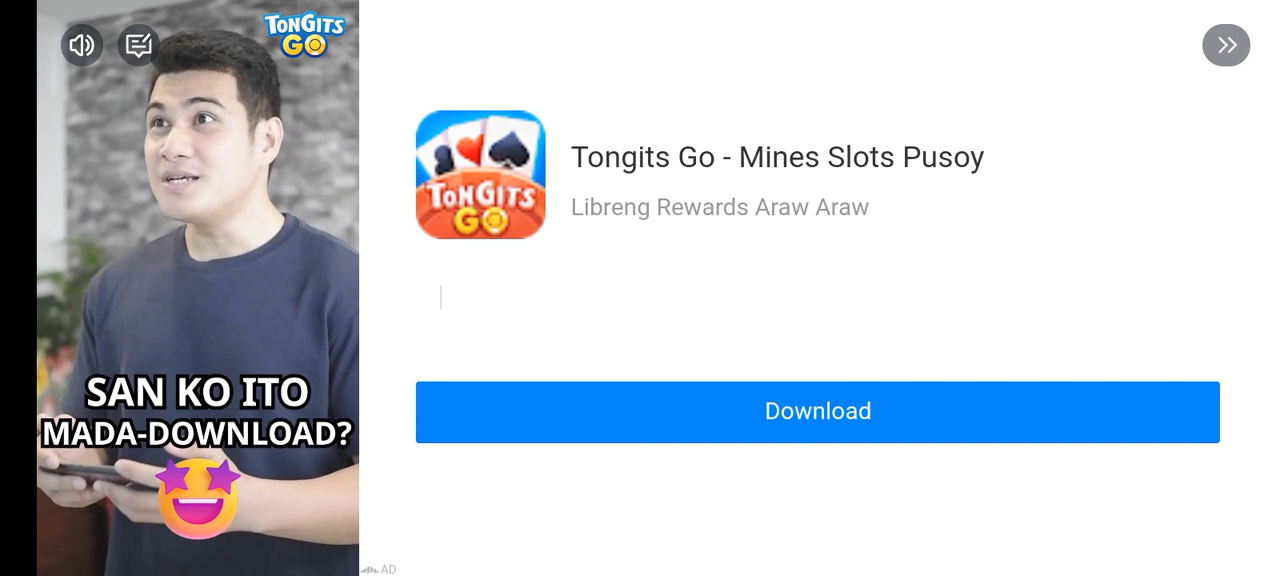 TONGITS
GO
SAN KO ITO
MADA-DOWNLOAD?
TONGITS
GO
Tongits Go - Mines Slots Pusoy
Libreng Rewards Araw Araw
Download
AD